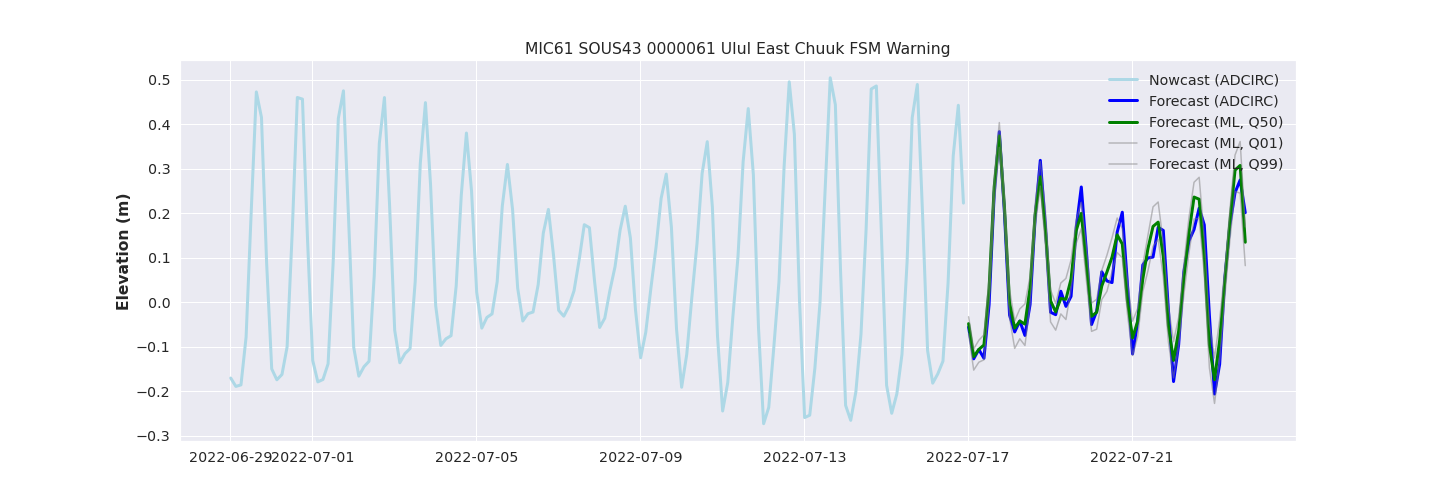 MIC61 SOUS43 0000061 Ulul East Chuuk FSM Warning
Elevation (m)
0.5
0.4
0.3
0.2
0.1
0.0
−0.1
−0.2
−0.3
Nowcast (ADCIRC)
Forecast (ADCIRC)
Forecast (ML, Q50)
Forecast (ML, Q01)
Forecast (ML, Q99)
2022-06-29 2022-07-01 2022-07-05 2022-07-09 2022-07-13 2022-07-17 2022-07-21